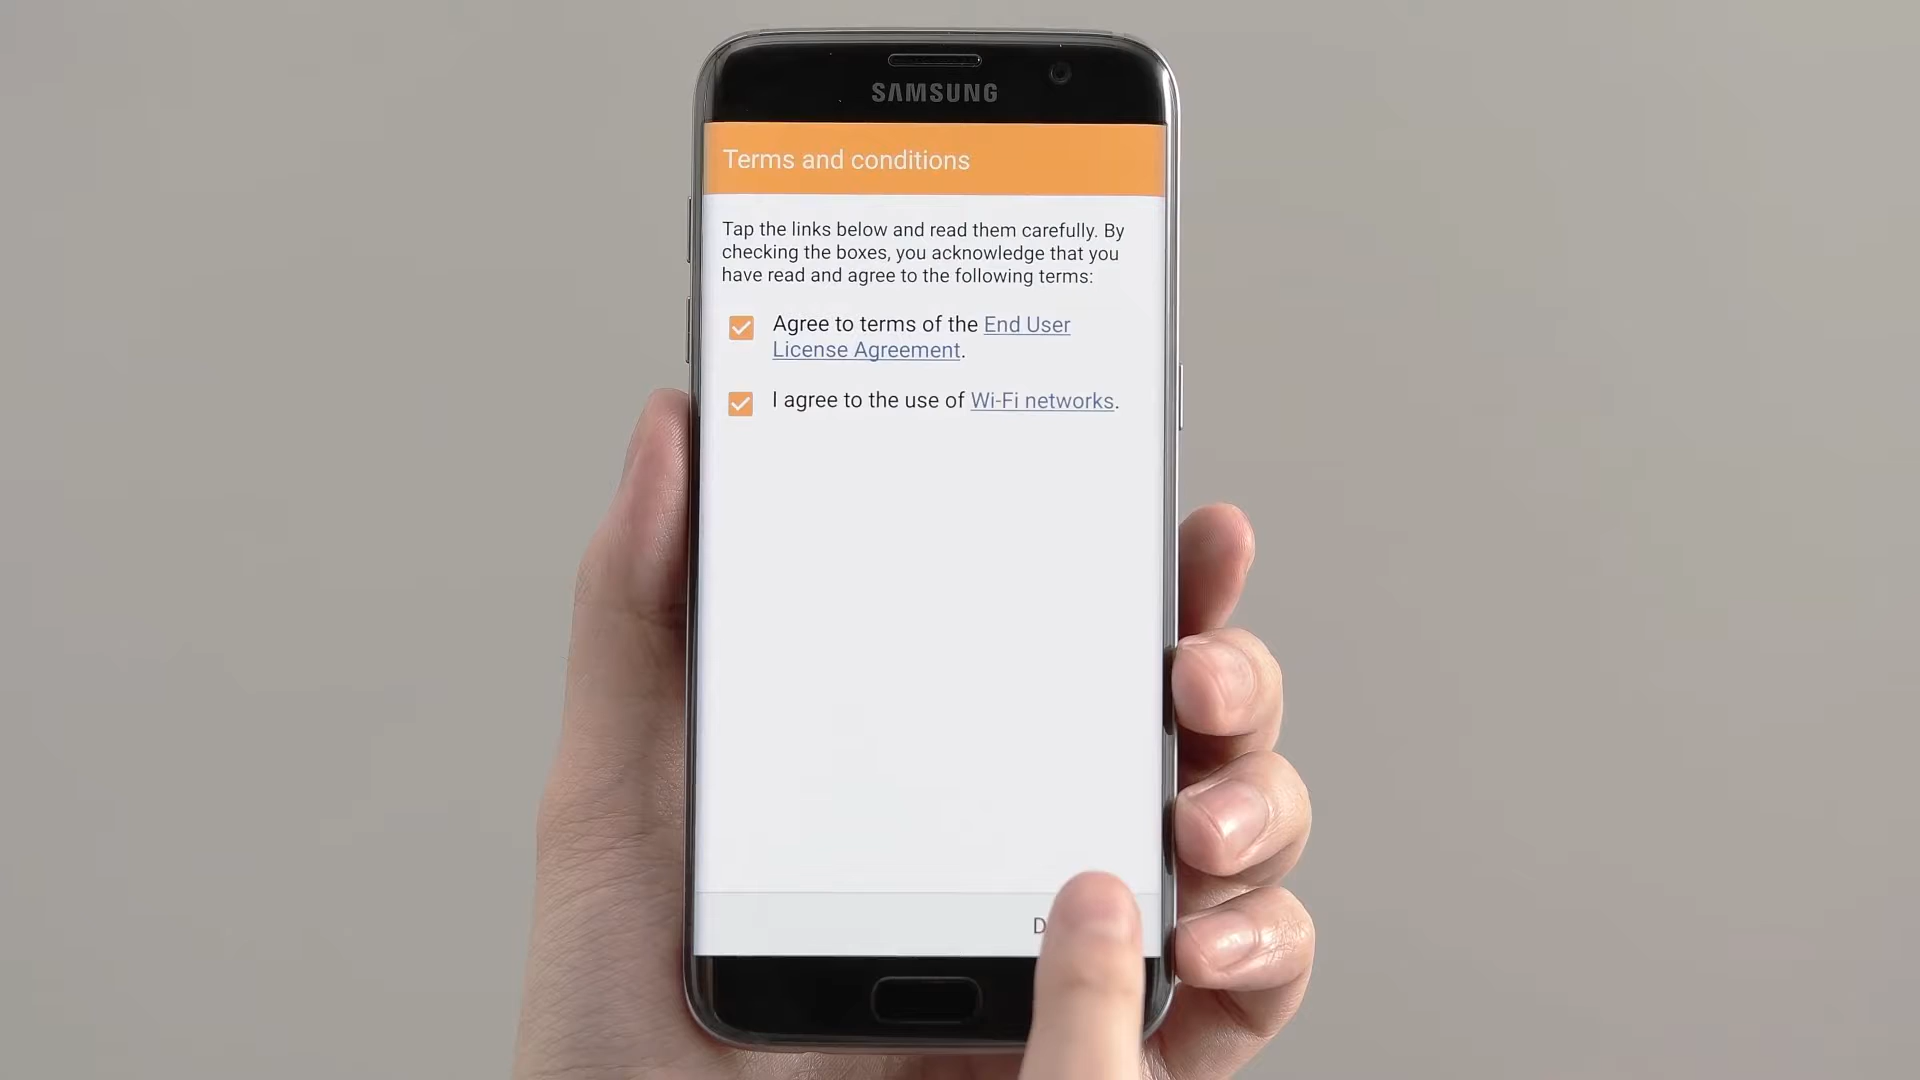 SAMSUNG
Terms and conditions
Tap the links below and read them carefully. By
checking the boxes, you acknowledge that you
have read and agree to the following terms:
Agree to terms of the End User
License Agreement.
I agree to the use of Wi-Fi networks.